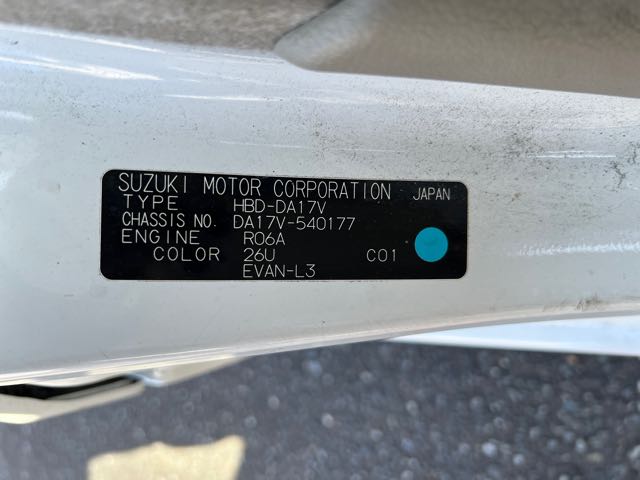 SUZUKI MOTOR CORPORATION JAPAN
TYPE HBD-DA17V
CHASSIS NO. DA17V-540177
ENGINE R06A
COLOR 26U C01
EVAN-L3